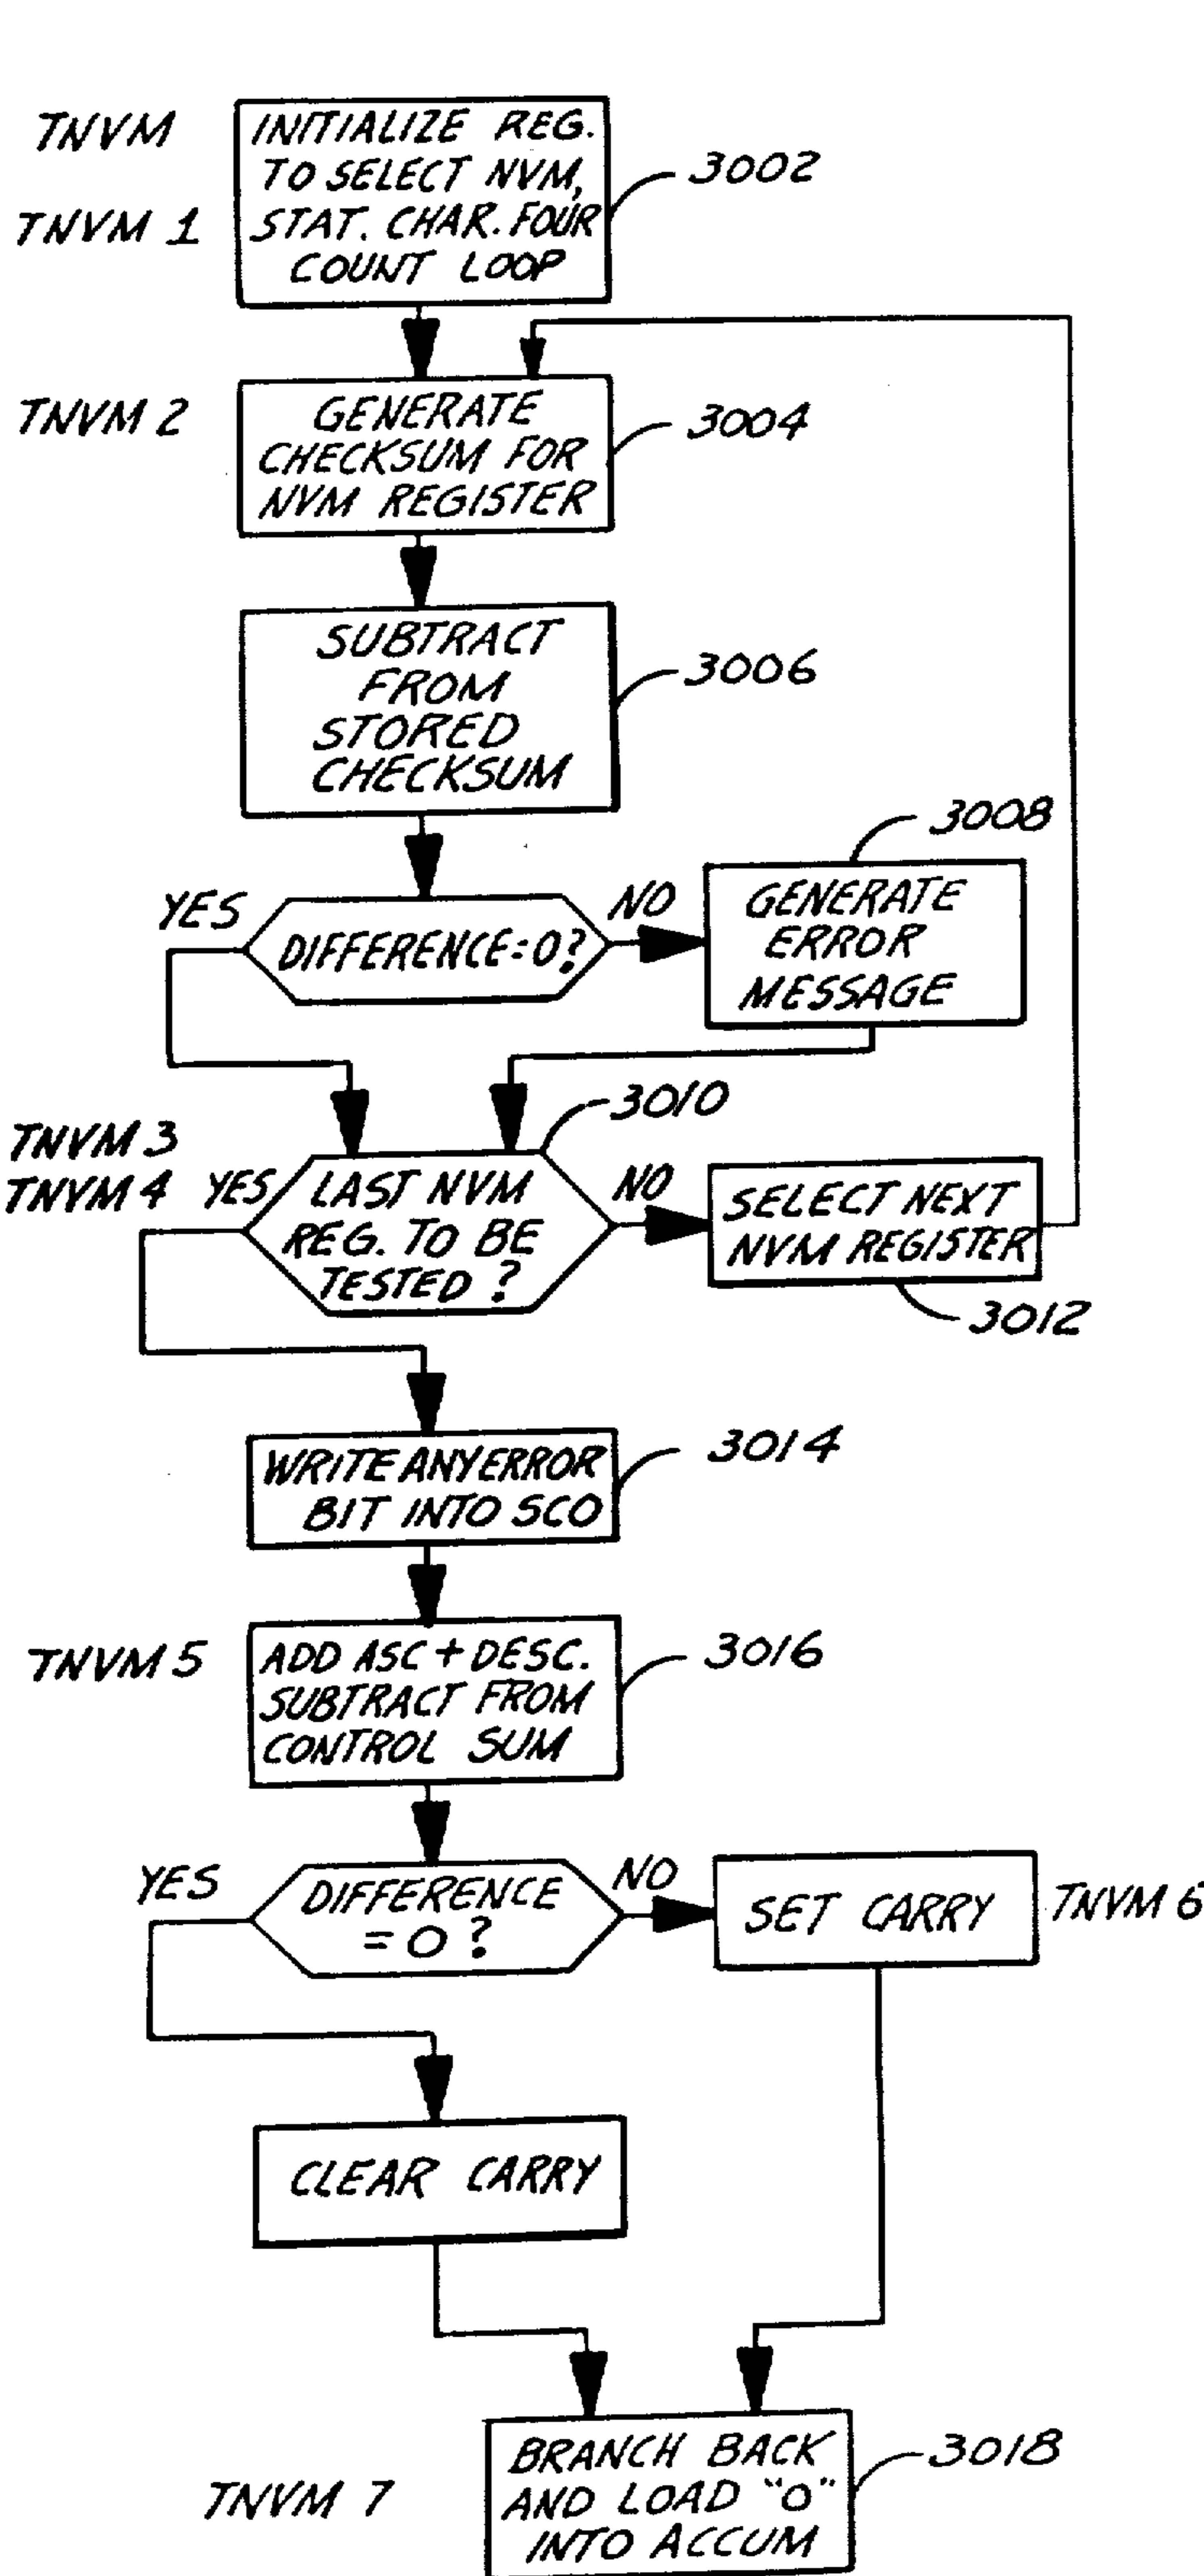 TNVM
TNVM 1
INITIALIZE REG.
TO SELECT NVM,
STAT. CHAR. FOUR
COUNT LOOP
3002
TNVM 2
GENERATE
CHECKSUM FOR
NVM REGISTER
3004
SUBTRACT
FROM
STORED
CHECKSUM
3006
YES
DIFFERENCE=0?
NO
GENERATE
ERROR
MESSAGE
3008
TNVM 3
TNVM 4
YES
LAST NVM
REG. TO BE
TESTED ?
3010
NO
SELECT NEXT
NVM REGISTER
3012
WRITE ANY ERROR
BIT INTO SCO
3014
TNVM 5
ADD ASC + DESC.
SUBTRACT FROM
CONTROL SUM
3016
YES
DIFFERENCE
= 0 ?
NO
SET CARRY
TNVM 6
CLEAR CARRY
TNVM 7
BRANCH BACK
AND LOAD "0"
INTO ACCUM
3018